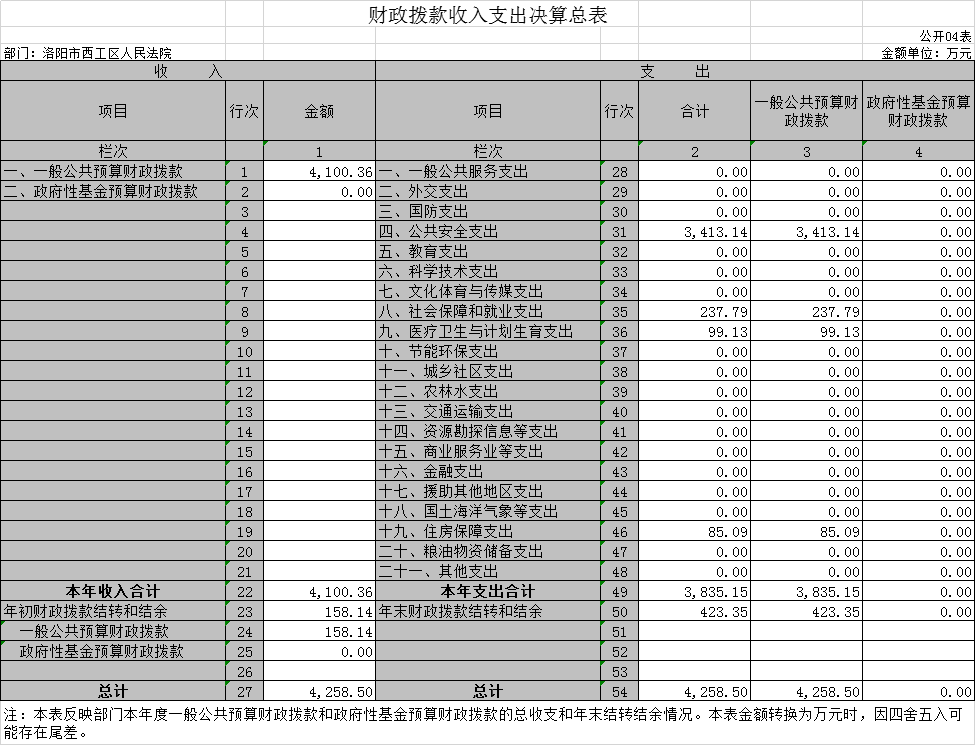 财政拨款收入支出决算总表
公开04表
部门：洛阳市西工区人民法院 金额单位：万元
收 入 支 出
项目 行次 金额 项目 行次 合计 一般公共预算财政拨款 政府性基金预算财政拨款
栏次 1 栏次 2 3 4
一、一般公共预算财政拨款 1 4,100.36 一、一般公共服务支出 28 0.00 0.00 0.00
二、政府性基金预算财政拨款 2 0.00 二、外交支出 29 0.00 0.00 0.00
3 三、国防支出 30 0.00 0.00 0.00
4 四、公共安全支出 31 3,413.14 3,413.14 0.00
5 五、教育支出 32 0.00 0.00 0.00
6 六、科学技术支出 33 0.00 0.00 0.00
7 七、文化体育与传媒支出 34 0.00 0.00 0.00
8 八、社会保障和就业支出 35 237.79 237.79 0.00
9 九、医疗卫生与计划生育支出 36 99.13 99.13 0.00
10 十、节能环保支出 37 0.00 0.00 0.00
11 十一、城乡社区支出 38 0.00 0.00 0.00
12 十二、农林水支出 39 0.00 0.00 0.00
13 十三、交通运输支出 40 0.00 0.00 0.00
14 十四、资源勘探信息等支出 41 0.00 0.00 0.00
15 十五、商业服务业等支出 42 0.00 0.00 0.00
16 十六、金融支出 43 0.00 0.00 0.00
17 十七、援助其他地区支出 44 0.00 0.00 0.00
18 十八、国土海洋气象等支出 45 0.00 0.00 0.00
19 十九、住房保障支出 46 85.09 85.09 0.00
20 二十、粮油物资储备支出 47 0.00 0.00 0.00
21 二十一、其他支出 48 0.00 0.00 0.00
本年收入合计 22 4,100.36 本年支出合计 49 3,835.15 3,835.15 0.00
年初财政拨款结转和结余 23 158.14 年末财政拨款结转和结余 50 423.35 423.35 0.00
一般公共预算财政拨款 24 158.14 51
政府性基金预算财政拨款 25 0.00 52
26 53
总计 27 4,258.50 总计 54 4,258.50 4,258.50 0.00
注：本表反映部门本年度一般公共预算财政拨款和政府性基金预算财政拨款的总收支和年末结转结余情况。本表金额转换为万元时，因四舍五入可
能存在尾差。